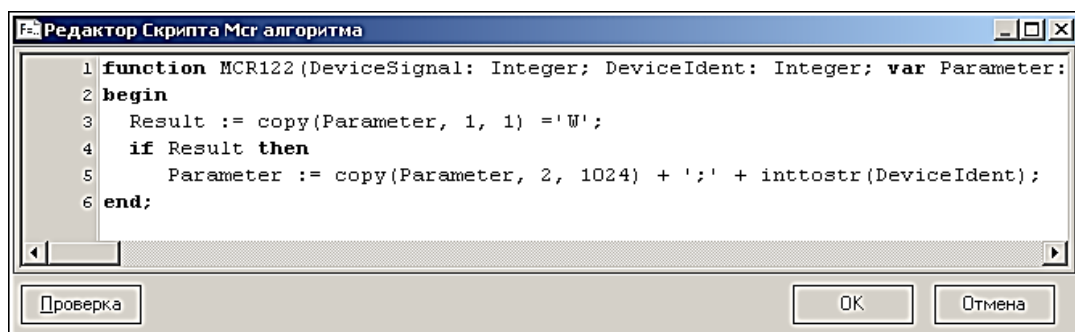 Редактор Скрипта Mcr алгоритма
1 function MCR122(DeviceSignal: Integer; DeviceIdent: Integer; var Parameter:
2 begin
3 Result := copy(Parameter, 1, 1) ='W';
4 if Result then
5 Parameter := copy(Parameter, 2, 1024) + ';' + inttostr(DeviceIdent);
6 end;
Проверка OK Отмена